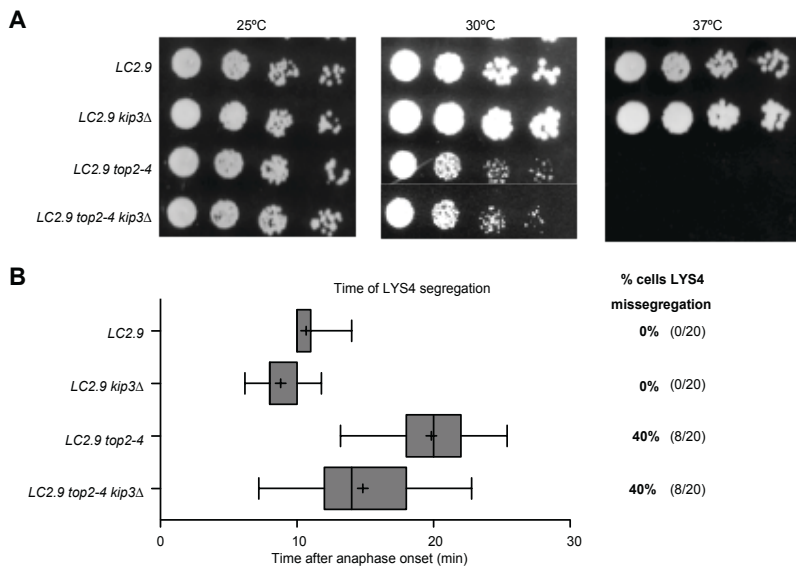 A
25ºC 30ºC 37ºC
LC2.9
LC2.9 kip3Δ
LC2.9 top2-4
LC2.9 top2-4 kip3Δ
B
Time of LYS4 segregation
% cells LYS4
missegregation
LC2.9 0% (0/20)
LC2.9 kip3Δ 0% (0/20)
LC2.9 top2-4 40% (8/20)
LC2.9 top2-4 kip3Δ 40% (8/20)
0 10 20 30
Time after anaphase onset (min)